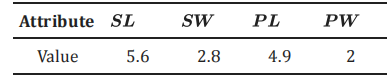 Attribute SL SW PL PW
Value 5.6 2.8 4.9 2